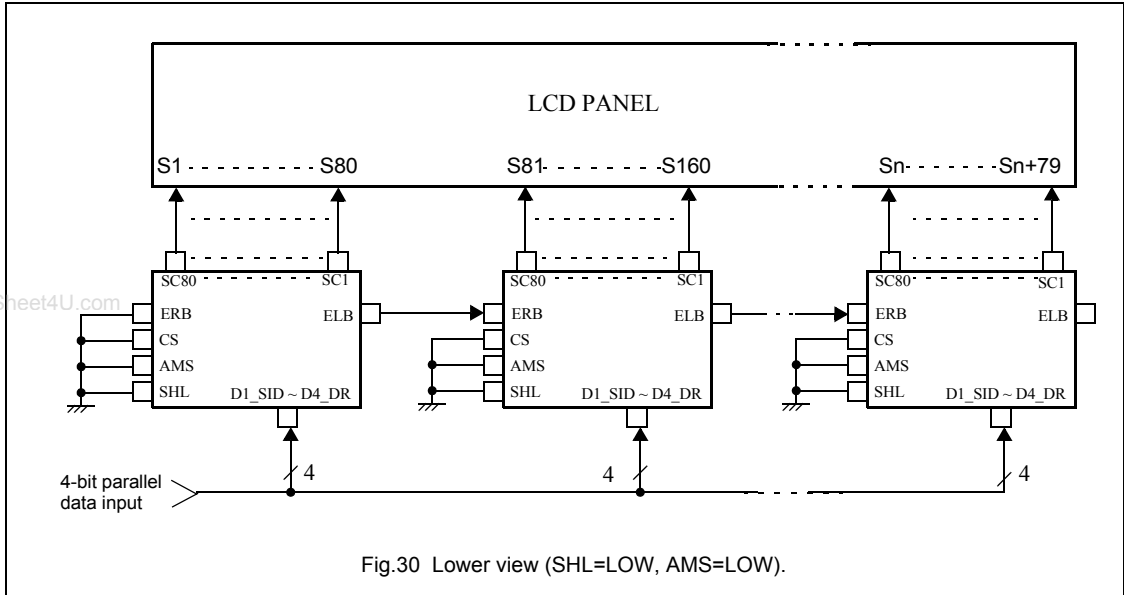 LCD PANEL
S1 S80 S81 S160 Sn Sn+79
SC80 SC1 SC80 SC1 SC80 SC1
Sheet4U.com
ERB ELB ERB ELB ERB ELB
CS CS CS
AMS AMS AMS
SHL D1_SID ~ D4_DR SHL D1_SID ~ D4_DR SHL D1_SID ~ D4_DR
4 4 4
4-bit parallel
data input
Fig.30 Lower view (SHL=LOW, AMS=LOW).